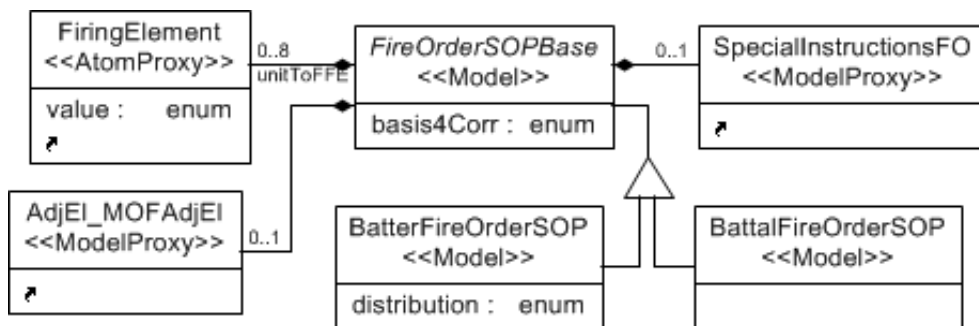 FiringElement
<<AtomProxy>>
value : enum
0..8
unitToFFE
FireOrderSOPBase
<<Model>>
basis4Corr : enum
0..1
SpecialInstructionsFO
<<ModelProxy>>
AdjEl_MOFAdjEl
<<ModelProxy>>
0..1
BatterFireOrderSOP
<<Model>>
distribution : enum
BattalFireOrderSOP
<<Model>>